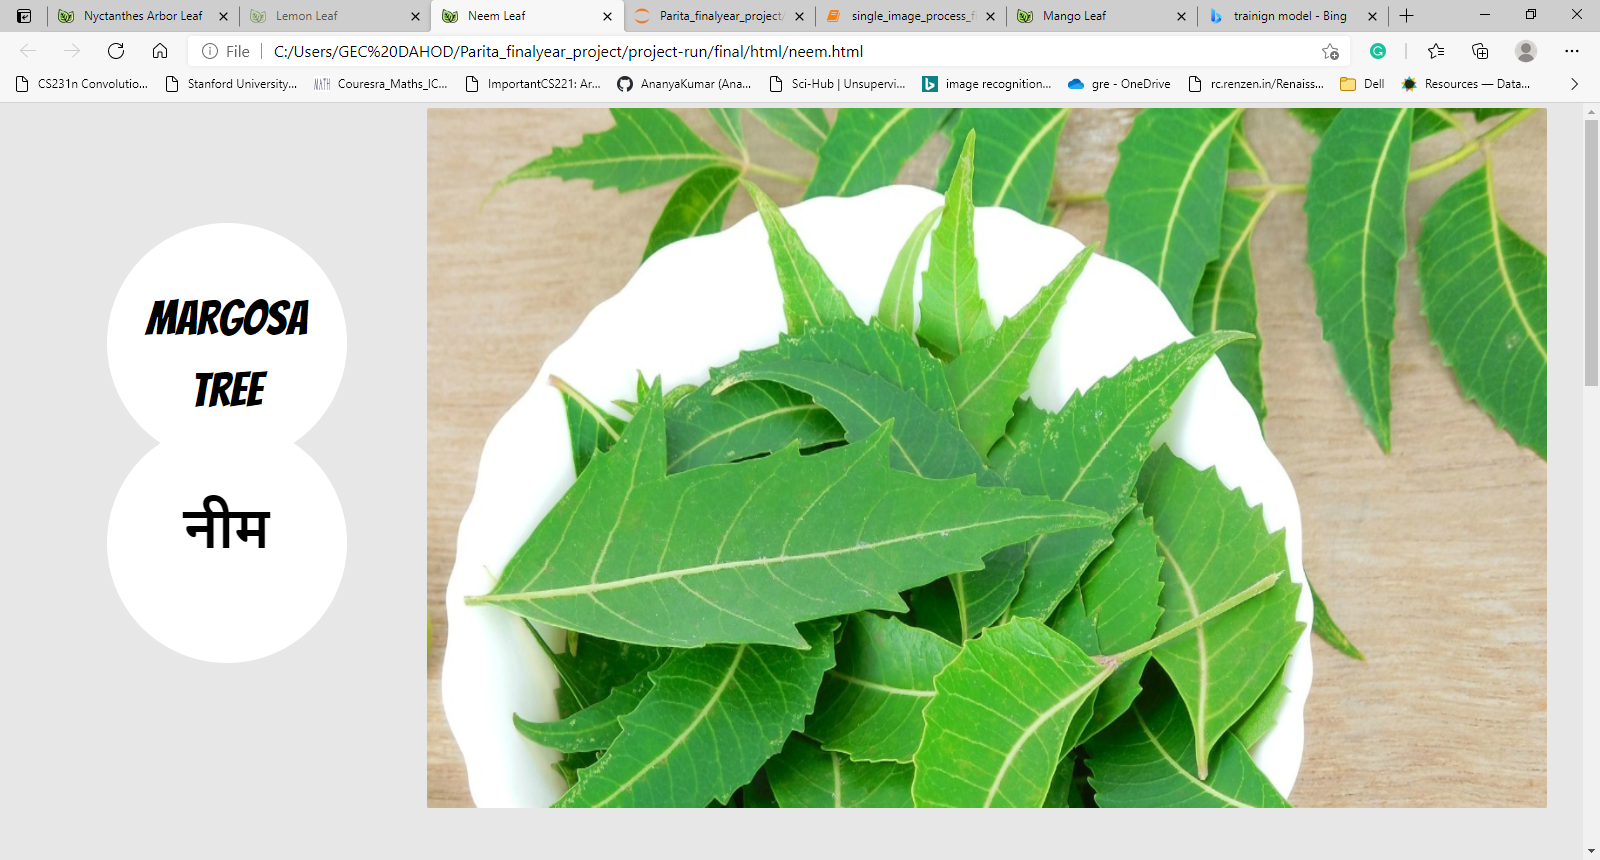 Nyctanthes Arbor Leaf
Lemon Leaf
Neem Leaf
Parita_finalyear_project/
single_image_process_f
Mango Leaf
trainign model - Bing
File
C:/Users/GEC%20DAHOD/Parita_finalyear_project/project-run/final/html/neem.html
CS231n Convolutio...
Stanford University...
MATH
Couresra_Maths_IC...
ImportantCS221: Ar...
AnanyaKumar (Ana...
Sci-Hub | Unsupervi...
image recognition...
gre - OneDrive
rc.renzen.in/Renaiss...
Dell
Resources — Data...
MARGOSA
TREE
नीम